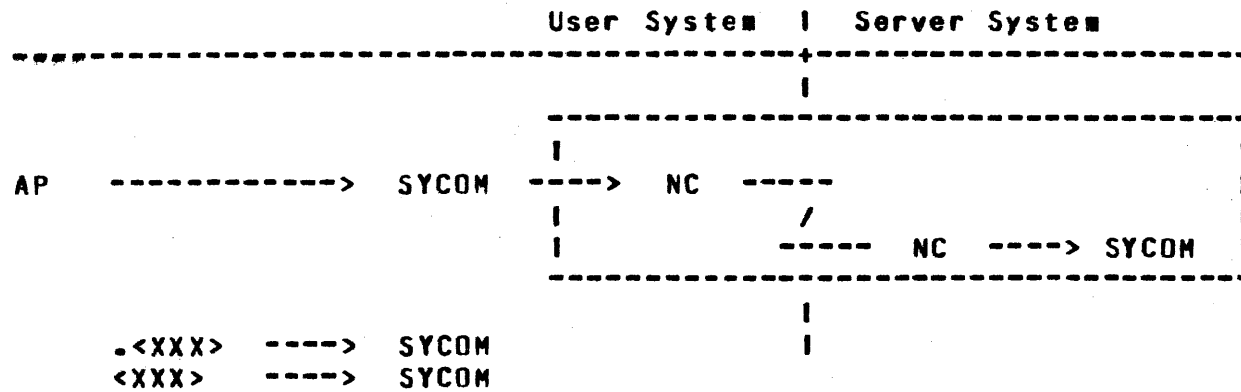 User System | Server System
-------------------------------------------------+---------------------------
|
-------------------------------------------
|
AP -------------> SYCOM ----> NC -----
| /
| ----- NC ----> SYCOM
-------------------------------------------
|
.<XXX> ----> SYCOM |
<XXX> ----> SYCOM